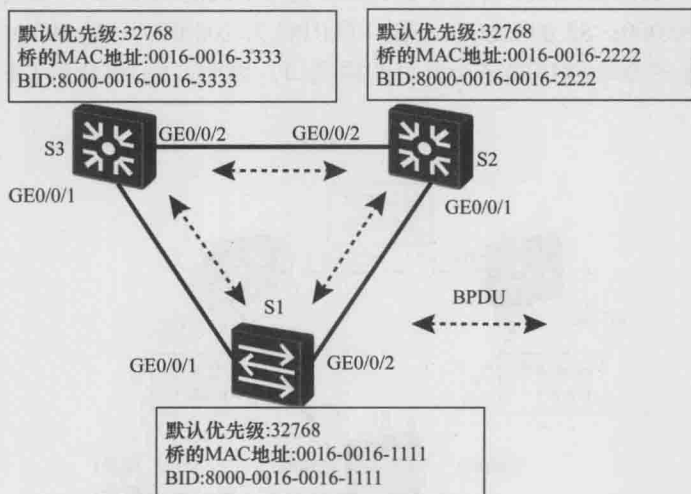 默认优先级:32768
桥的MAC地址:0016-0016-3333
BID:8000-0016-0016-3333
默认优先级:32768
桥的MAC地址:0016-0016-2222
BID:8000-0016-0016-2222
GE0/0/2
GE0/0/2
S3
S2
GE0/0/1
GE0/0/1
BPDU
S1
GE0/0/1
GE0/0/2
默认优先级:32768
桥的MAC地址:0016-0016-1111
BID:8000-0016-0016-1111